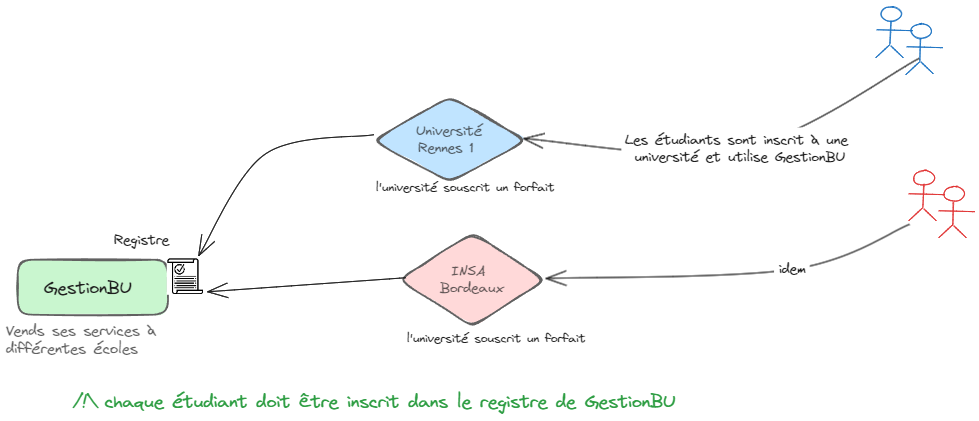 Université
Rennes 1
Les étudiants sont inscrit à une
université et utilise GestionBU
l'université souscrit un forfait
Registre
INSA
Bordeaux
idem
GestionBU
Vends ses services à
différentes écoles
l'université souscrit un forfait
/!\ chaque étudiant doit être inscrit dans le registre de GestionBU